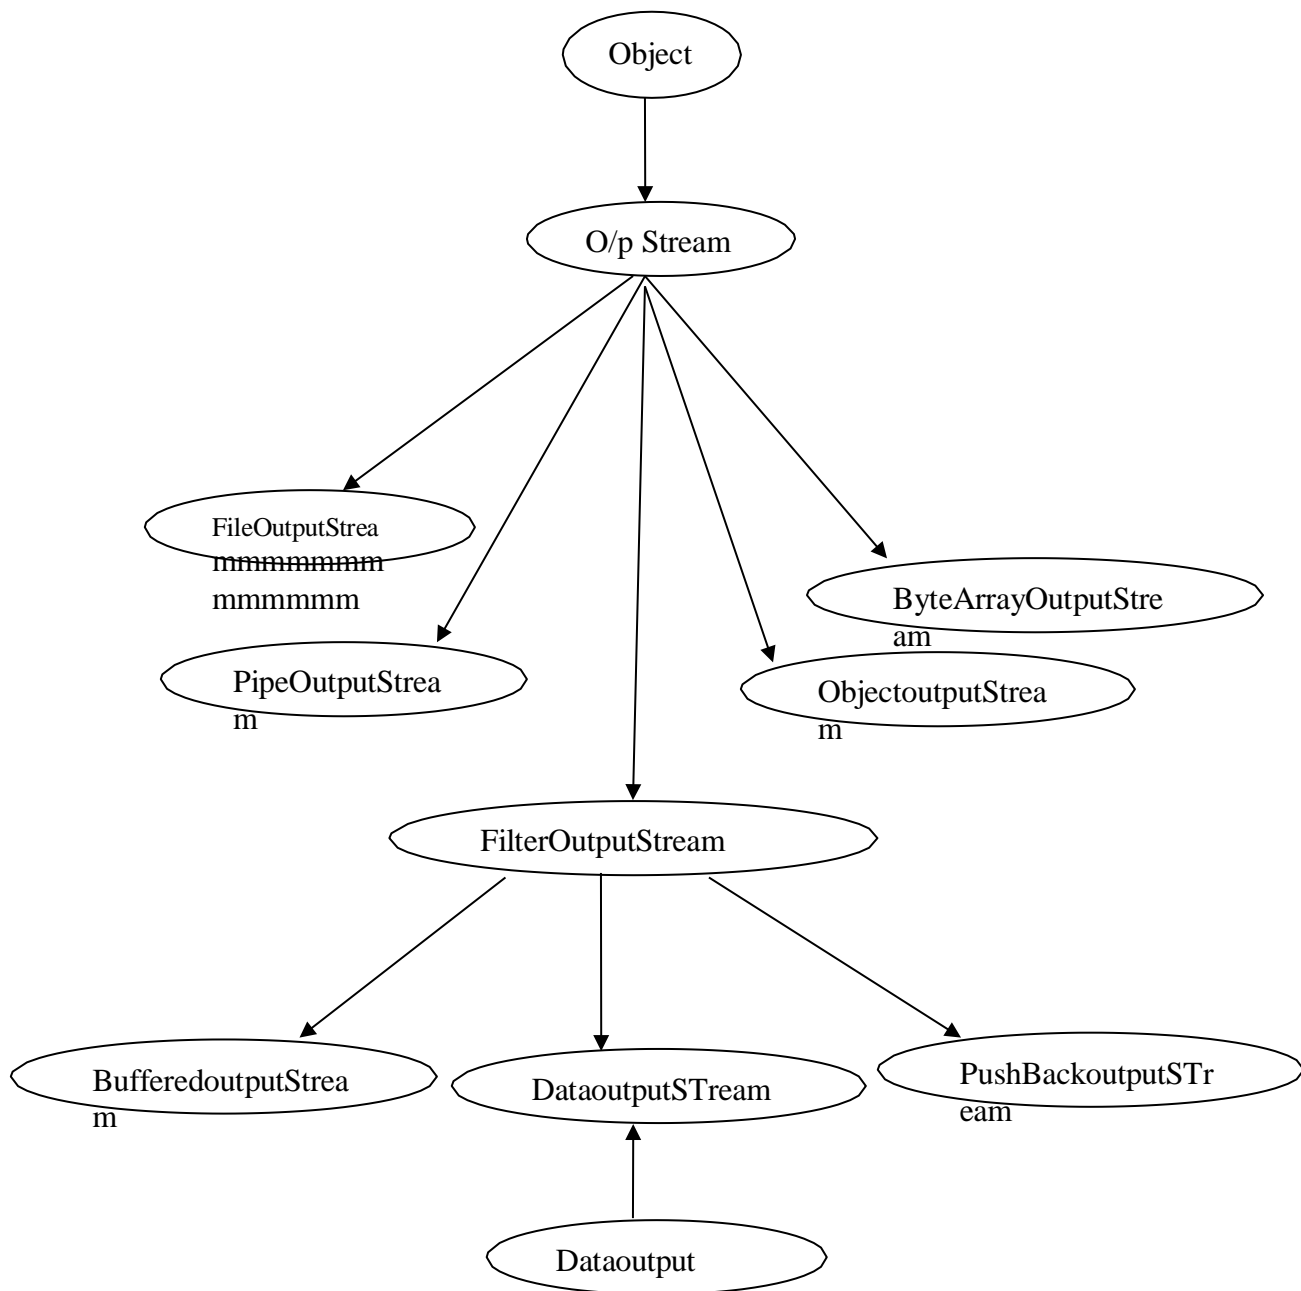 Object
O/p Stream
FileOutputStrea
mmmmmmm
mmmmmm
ByteArrayOutputStre
am
PipeOutputStrea
m
ObjectoutputStrea
m
FilterOutputStream
BufferedoutputStrea
m
DataoutputSTream
PushBackoutputSTr
eam
Dataoutput